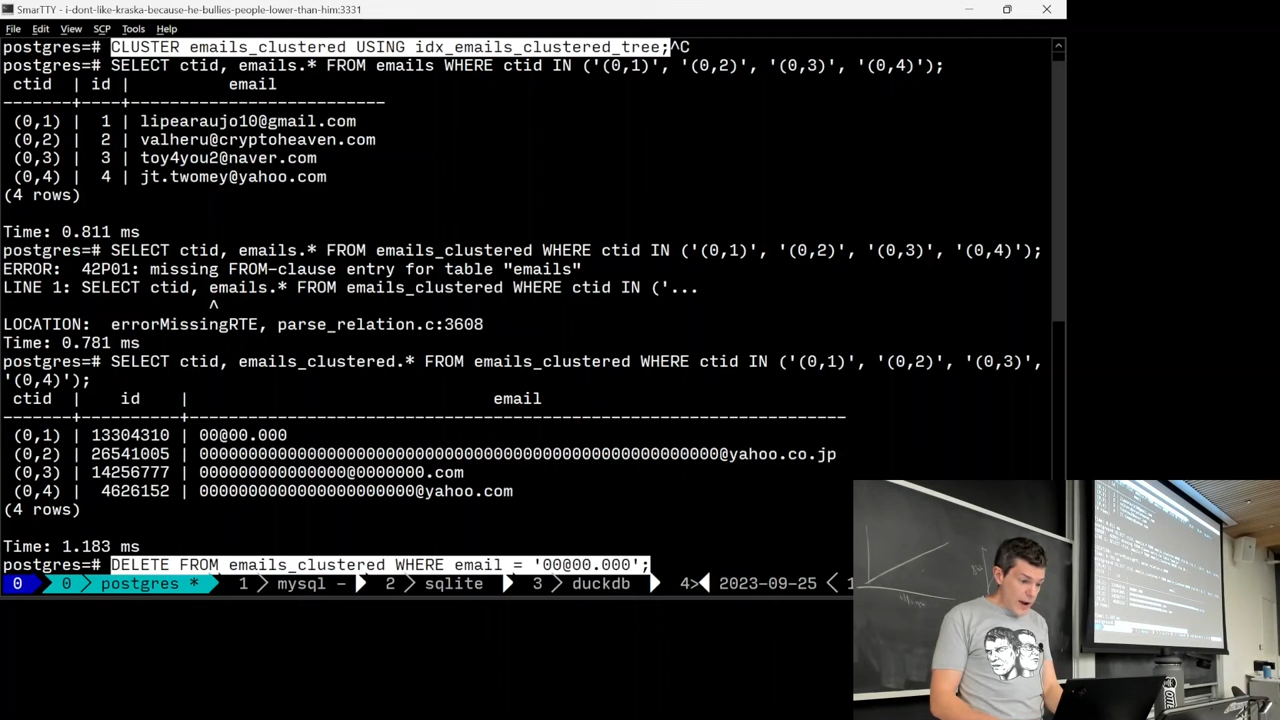 SmarTTY - i-dont-like-kraska-because-he-bullies-people-lower-than-him:3331
File Edit View SCP Tools Help
postgres=# CLUSTER emails_clustered USING idx_emails_clustered_tree;^C
postgres=# SELECT ctid, emails.* FROM emails WHERE ctid IN ('(0,1)', '(0,2)', '(0,3)', '(0,4)');
ctid | id | email
-------+----+--------------------------
(0,1) | 1 | lipearaujo10@gmail.com
(0,2) | 2 | valheru@cryptoheaven.com
(0,3) | 3 | toy4you2@naver.com
(0,4) | 4 | jt.twomey@yahoo.com
(4 rows)
Time: 0.811 ms
postgres=# SELECT ctid, emails.* FROM emails_clustered WHERE ctid IN ('(0,1)', '(0,2)', '(0,3)', '(0,4)');
ERROR: 42P01: missing FROM-clause entry for table "emails"
LINE 1: SELECT ctid, emails.* FROM emails_clustered WHERE ctid IN ('...
^
LOCATION: errorMissingRTE, parse_relation.c:3608
Time: 0.781 ms
postgres=# SELECT ctid, emails_clustered.* FROM emails_clustered WHERE ctid IN ('(0,1)', '(0,2)', '(0,3)',
'(0,4)');
ctid | id | email
-------+----------+-------------------------------------------------------------------
(0,1) | 13304310 | 00@00.000
(0,2) | 26541005 | 00000000000000000000000000000000000000000000000000000@yahoo.co.jp
(0,3) | 14256777 | 000000000000000@0000000.com
(0,4) | 4626152 | 0000000000000000000000@yahoo.com
(4 rows)
Time: 1.183 ms
postgres=# DELETE FROM emails_clustered WHERE email = '00@00.000';
0 0 postgres * 1 mysql - 2 sqlite 3 duckdb 4> 2023-09-25 1